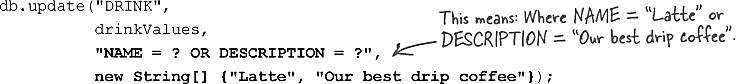 db.update("DRINK",
drinkValues,
"NAME = ? OR DESCRIPTION = ?",
new String[] {"Latte", "Our best drip coffee"});
This means: Where NAME = “Latte” or
DESCRIPTION = “Our best drip coffee”.